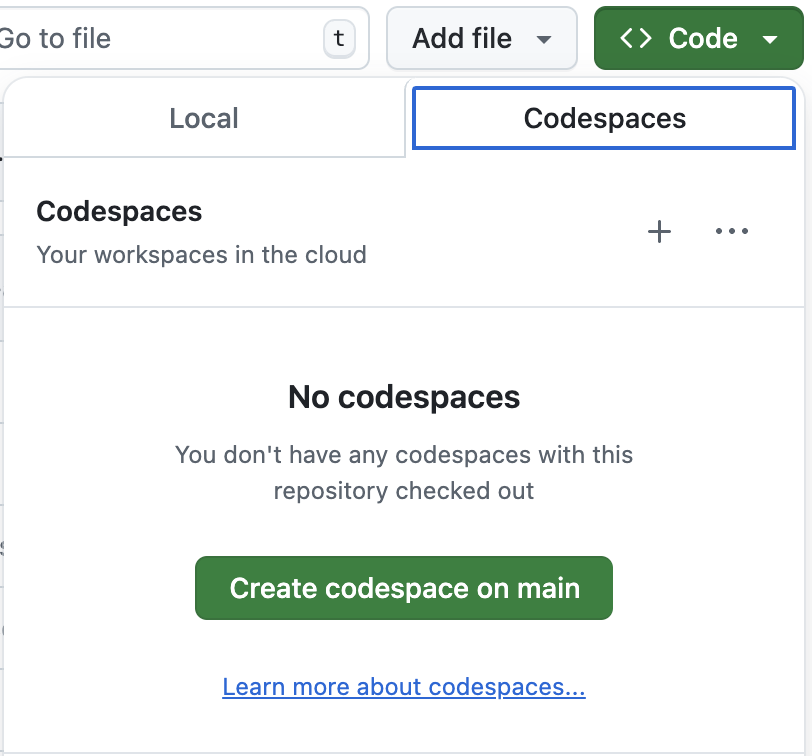 Go to file
t
Add file
Code
Local
Codespaces
Codespaces
Your workspaces in the cloud
No codespaces
You don't have any codespaces with this
repository checked out
Create codespace on main
Learn more about codespaces...